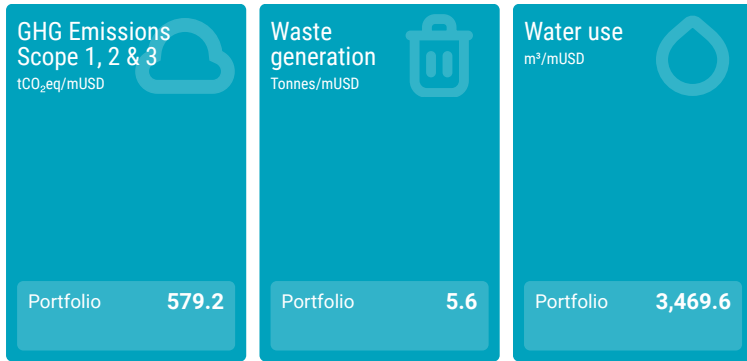 GHG Emissions
Scope 1, 2 & 3
tCO₂eq/mUSD
Portfolio 579.2
Waste
generation
Tonnes/mUSD
Portfolio 5.6
Water use
m³/mUSD
Portfolio 3,469.6